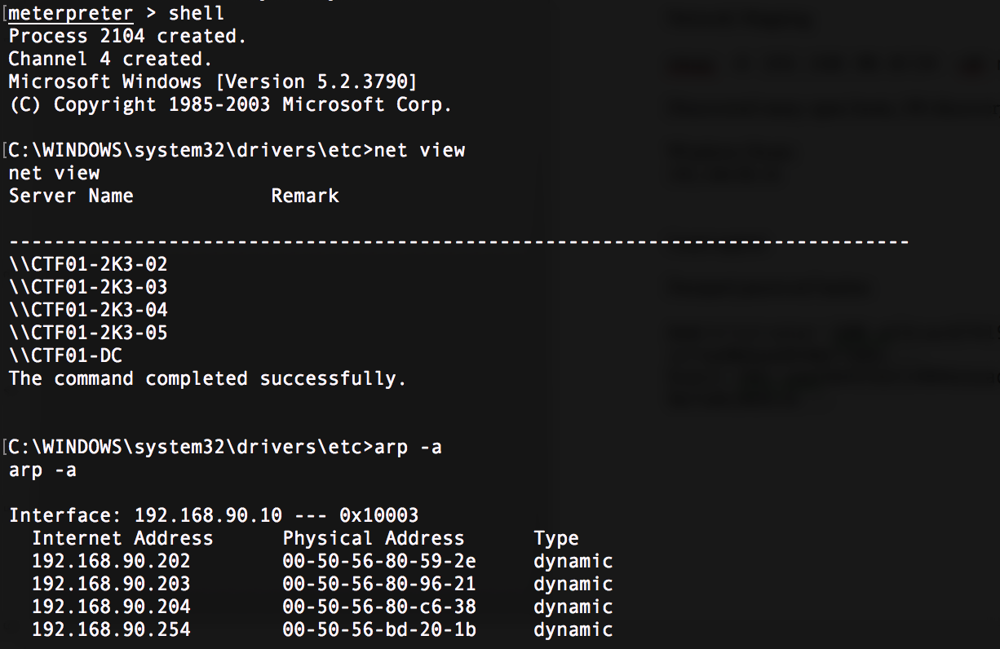 [meterpreter > shell
Process 2104 created.
Channel 4 created.
Microsoft Windows [Version 5.2.3790]
(C) Copyright 1985-2003 Microsoft Corp.
[C:\WINDOWS\system32\drivers\etc>net view
net view
Server Name            Remark
-------------------------------------------------------------------------------
\\CTF01-2K3-02
\\CTF01-2K3-03
\\CTF01-2K3-04
\\CTF01-2K3-05
\\CTF01-DC
The command completed successfully.
[C:\WINDOWS\system32\drivers\etc>arp -a
arp -a
Interface: 192.168.90.10 --- 0x10003
  Internet Address      Physical Address      Type
  192.168.90.202        00-50-56-80-59-2e     dynamic
  192.168.90.203        00-50-56-80-96-21     dynamic
  192.168.90.204        00-50-56-80-c6-38     dynamic
  192.168.90.254        00-50-56-bd-20-1b     dynamic